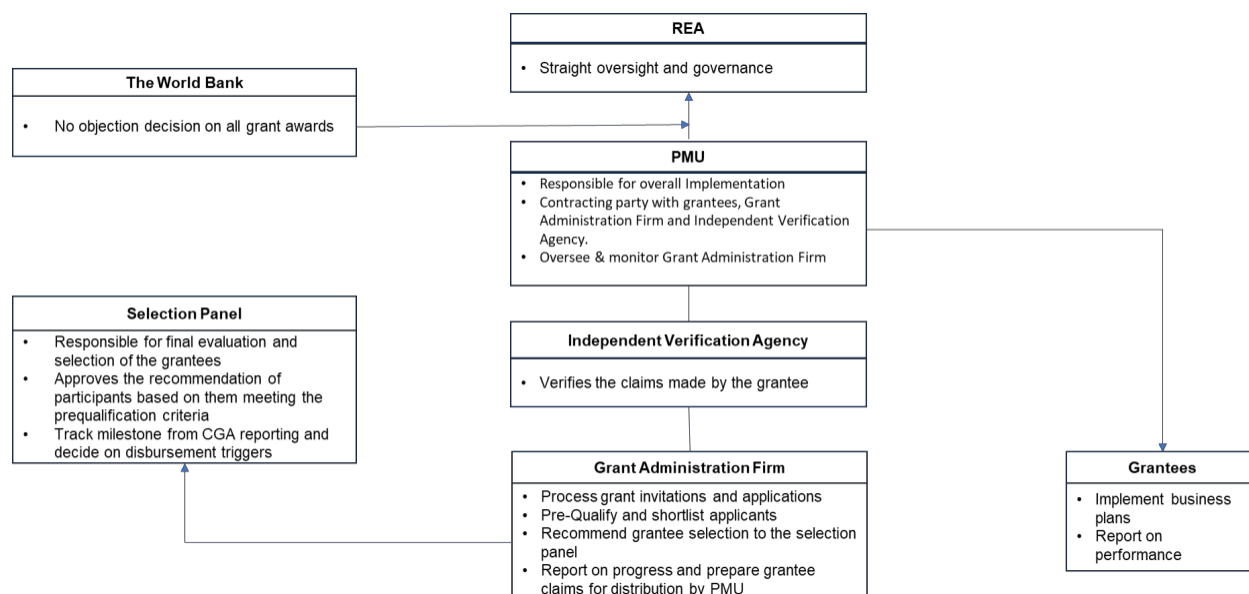 REA
• Straight oversight and governance
The World Bank
• No objection decision on all grant awards
PMU
• Responsible for overall Implementation
• Contracting party with grantees, Grant
Administration Firm and Independent Verification
Agency.
• Oversee & monitor Grant Administration Firm
Selection Panel
• Responsible for final evaluation and
selection of the grantees
• Approves the recommendation of
participants based on them meeting the
prequalification criteria
• Track milestone from CGA reporting and
decide on disbursement triggers
Independent Verification Agency
• Verifies the claims made by the grantee
Grant Administration Firm
• Process grant invitations and applications
• Pre-Qualify and shortlist applicants
• Recommend grantee selection to the selection
panel
• Report on progress and prepare grantee
claims for distribution by PMU
Grantees
• Implement business
plans
• Report on
performance